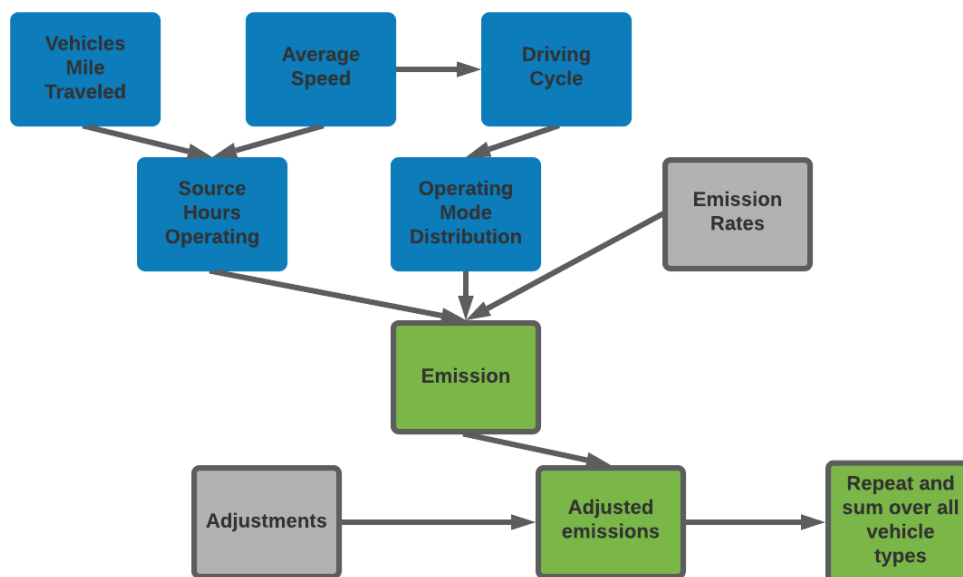 Vehicles
Mile
Traveled
Average
Speed
Driving
Cycle
Source
Hours
Operating
Operating
Mode
Distribution
Emission
Rates
Emission
Adjustments
Adjusted
emissions
Repeat and
sum over all
vehicle
types